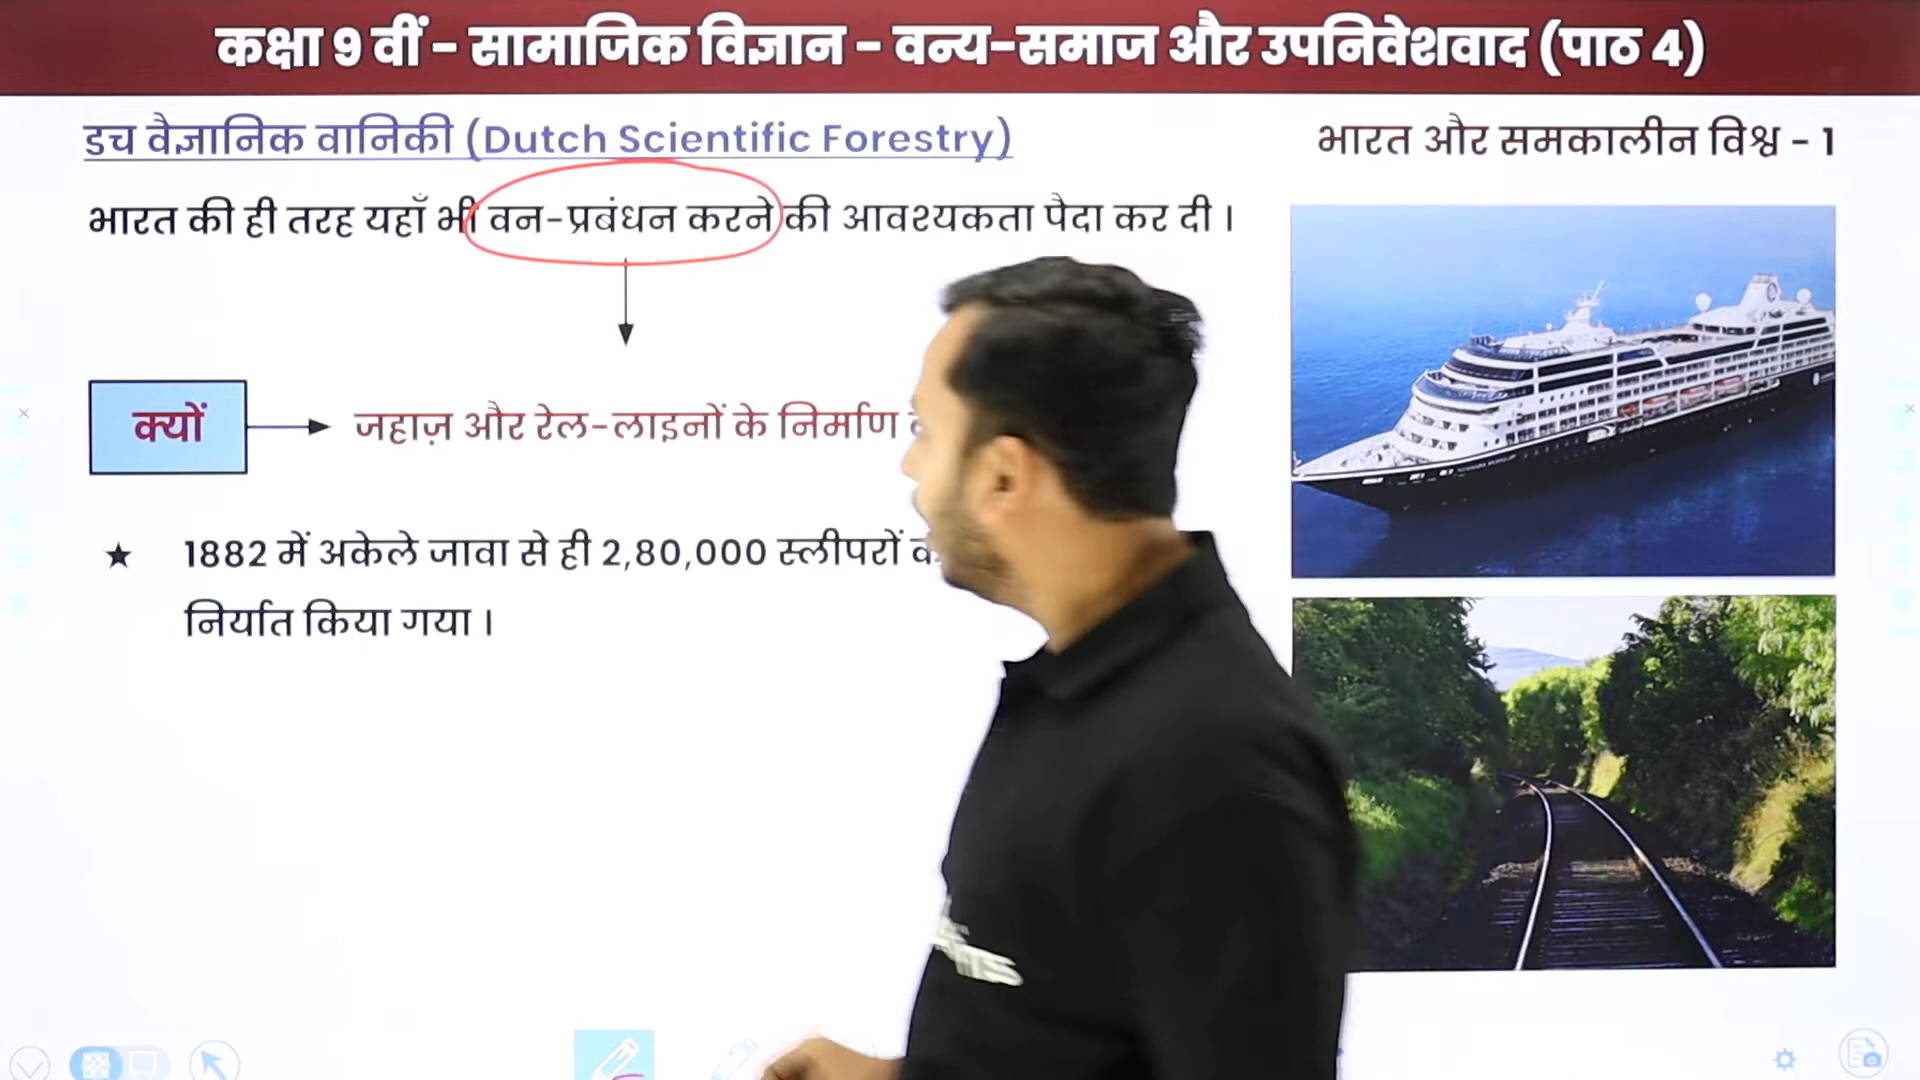 कक्षा 9 वीं - सामाजिक विज्ञान - वन्य-समाज और उपनिवेशवाद (पाठ 4)
डच वैज्ञानिक वानिकी (Dutch Scientific Forestry)
भारत और समकालीन विश्व - 1
भारत की ही तरह यहाँ भी वन-प्रबंधन करने की आवश्यकता पैदा कर दी ।
क्यों
जहाज़ और रेल-लाइनों के निर्माण
★ 1882 में अकेले जावा से ही 2,80,000 स्लीपरों
निर्यात किया गया ।